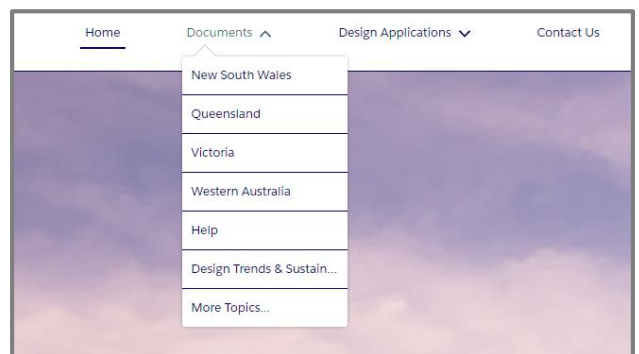 Home Documents Design Applications Contact Us
New South Wales
Queensland
Victoria
Western Australia
Help
Design Trends & Sustain...
More Topics...